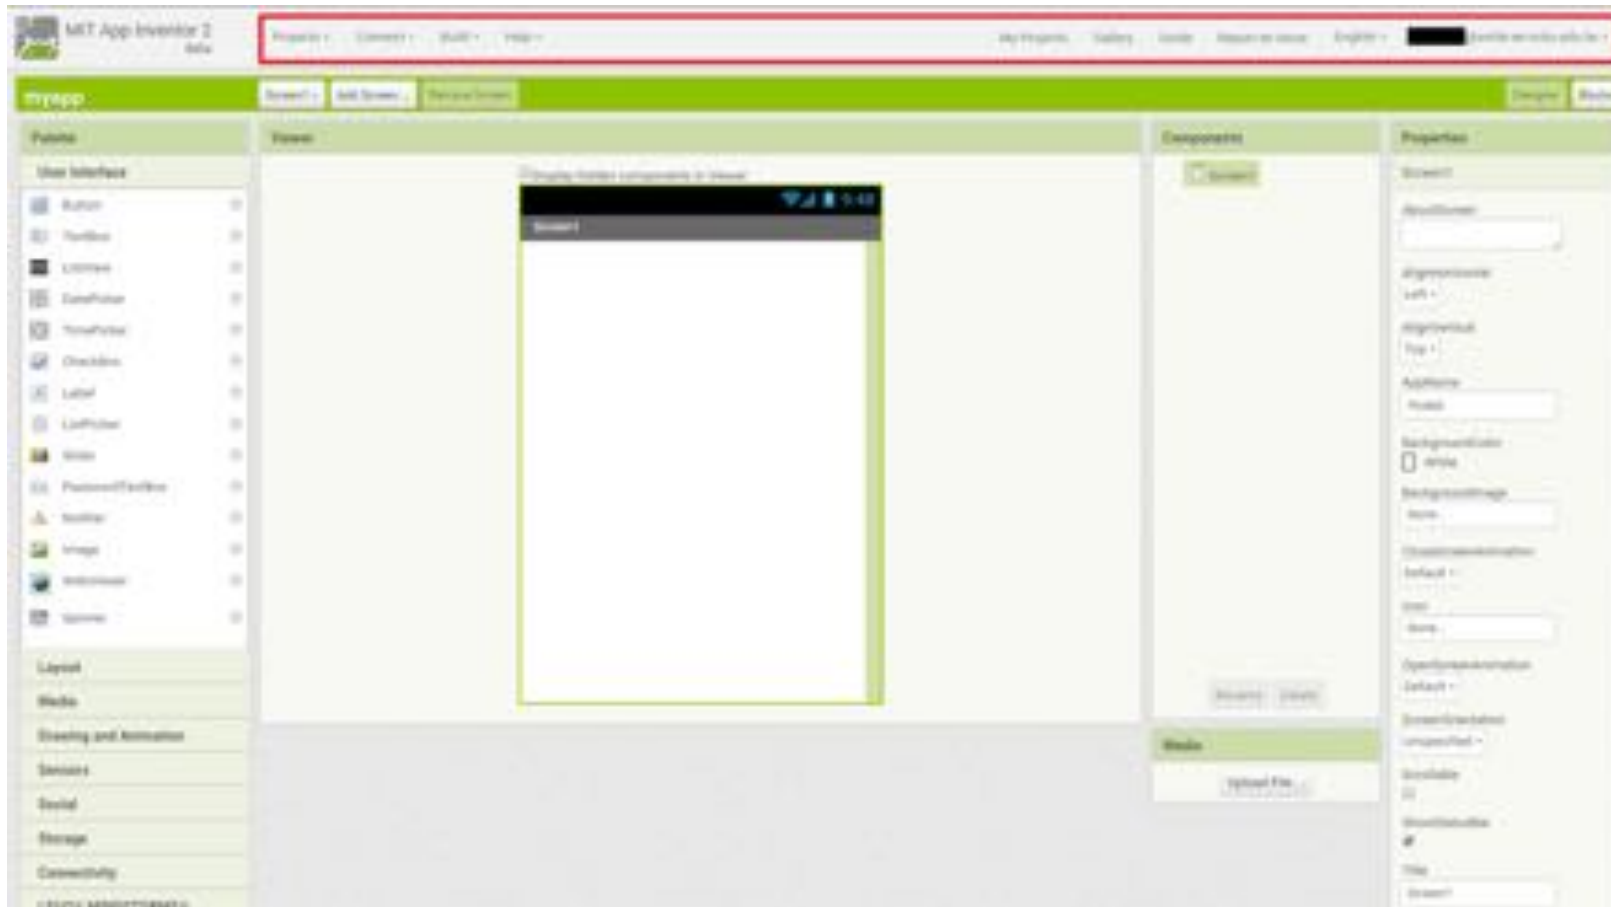 MIT App Inventor 2
Beta
Projects Connect Build Help
My Projects Gallery Guide Report an Issue English
myapp
Screen1 Add Screen ... Remove Screen
Designer Blocks
Palette
Viewer
Components
Properties
User Interface
Display hidden components in Viewer
Screen1
Screen1
Button
TextBox
ListView
DatePicker
TimePicker
CheckBox
Label
ListPicker
Slider
PasswordTextBox
Notifier
Image
WebViewer
Spinner
Layout
Media
Drawing and Animation
Sensors
Social
Storage
Connectivity
9:48
Screen1
Rename Delete
Media
Upload File ...
AboutScreen
AlignHorizontal
Left
AlignVertical
Top
AppName
BackgroundColor
White
BackgroundImage
None
CloseScreenAnimation
Default
Icon
None
OpenScreenAnimation
Default
ScreenOrientation
Unspecified
Scrollable
ShowStatusBar
Title
Screen1